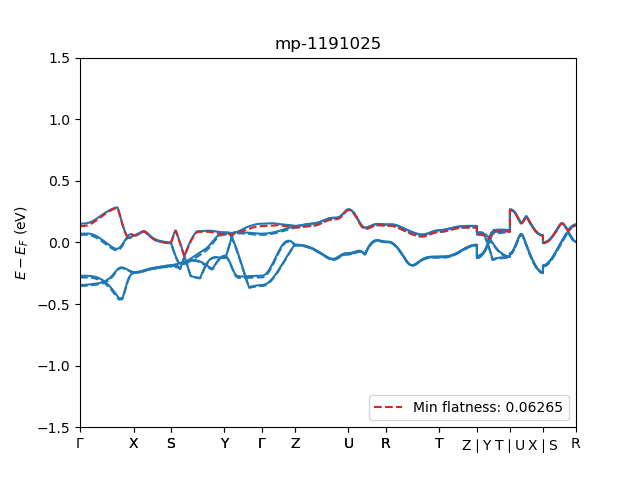 mp-1191025
E − E_F (eV)
1.5
1.0
0.5
0.0
−0.5
−1.0
−1.5
Min flatness: 0.06265
Γ X S Y Γ Z U R T Z | Y T | U X | S R